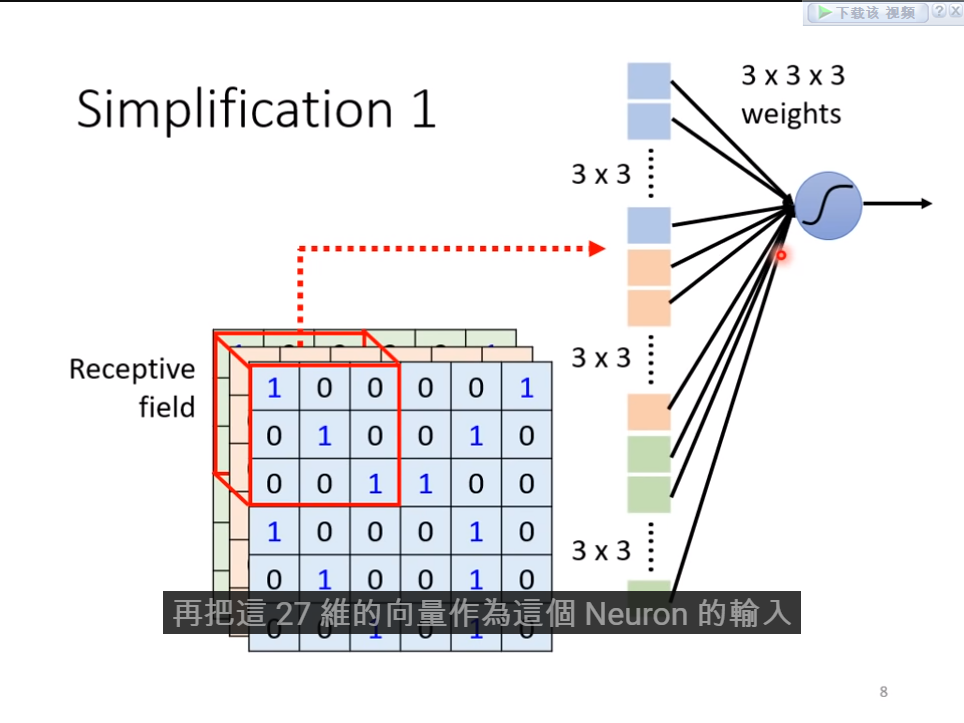 下载该 视频
? X
Simplification 1
3 x 3 x 3
weights
3 x 3
Receptive
field
3 x 3
1 0 0 0 0 1
0 1 0 0 1 0
0 0 1 1 0 0
1 0 0 0 1 0
0 1 0 0 1 0
0 0 1 0 1 0
3 x 3
再把這 27 維的向量作為這個 Neuron 的輸入
8